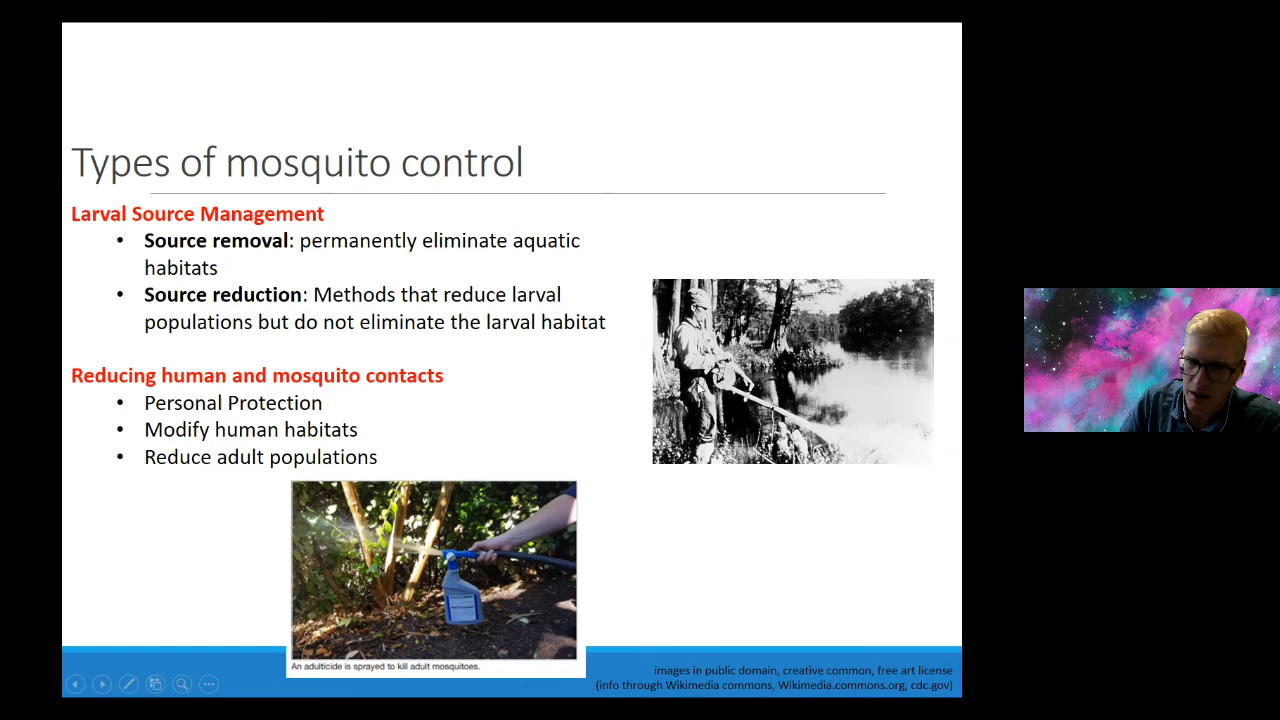 Types of mosquito control
Larval Source Management
• Source removal: permanently eliminate aquatic
habitats
• Source reduction: Methods that reduce larval
populations but do not eliminate the larval habitat
Reducing human and mosquito contacts
• Personal Protection
• Modify human habitats
• Reduce adult populations
An adulticide is sprayed to kill adult mosquitoes.
images in public domain, creative common, free art license
(info through Wikimedia commons, Wikimedia.commons.org, cdc.gov)